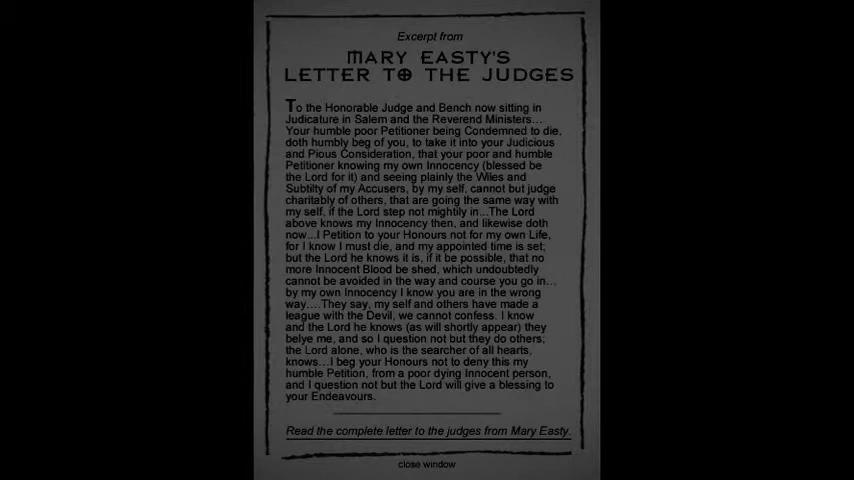 Excerpt from
MARY EASTY'S
LETTER TO THE JUDGES
To the Honorable Judge and Bench now sitting in
Judicature in Salem and the Reverend Ministers...
Your humble poor Petitioner being Condemned to die,
doth humbly beg of you, to take it into your Judicious
and Pious Consideration, that your poor and humble
Petitioner knowing my own Innocency (blessed be
the Lord for it) and seeing plainly the Wiles and
Subtilty of my Accusers, by my self, cannot but judge
charitably of others, that are going the same way with
my self, if the Lord step not mightily in...The Lord
above knows my Innocency then, and likewise doth
now...I Petition to your Honours not for my own Life,
for I know I must die, and my appointed time is set;
but the Lord he knows it is, if it be possible, that no
more Innocent Blood be shed, which undoubtedly
cannot be avoided in the way and course you go in...
by my own Innocency I know you are in the wrong
way....They say, my self and others have made a
league with the Devil, we cannot confess. I know
and the Lord he knows (as will shortly appear) they
belye me, and so I question not but they do others;
the Lord alone, who is the searcher of all hearts,
knows...I beg your Honours not to deny this my
humble Petition, from a poor dying Innocent person,
and I question not but the Lord will give a blessing to
your Endeavours.
Read the complete letter to the judges from Mary Easty.
close window